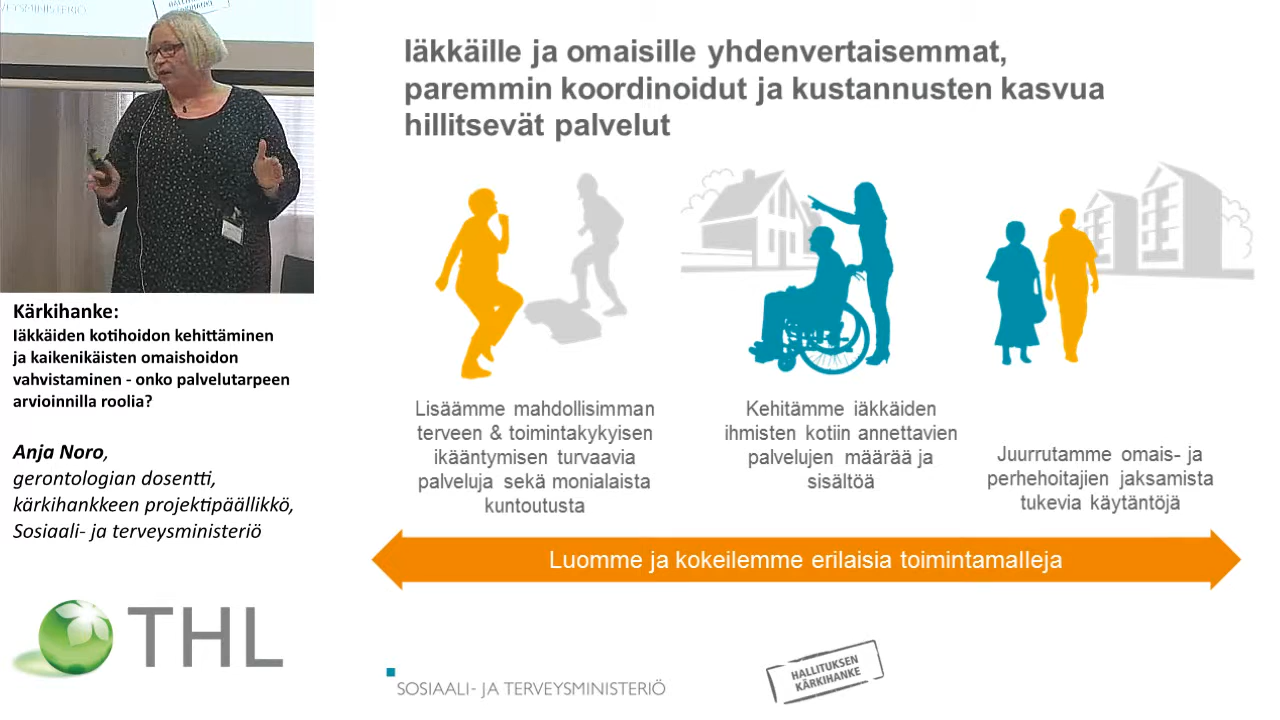 HALLITUKSEN
KÄRKIHANKE
Kärkihanke:
Iäkkäiden kotihoidon kehittäminen
ja kaikenikäisten omaishoidon
vahvistaminen - onko palvelutarpeen
arvioinnilla roolia?
Anja Noro,
gerontologian dosentti,
kärkihankkeen projektipäällikkö,
Sosiaali- ja terveysministeriö
THL
Iäkkäille ja omaisille yhdenvertaisemmat,
paremmin koordinoidut ja kustannusten kasvua
hillitsevät palvelut
Lisäämme mahdollisimman
terveen & toimintakykyisen
ikääntymisen turvaavia
palveluja sekä monialaista
kuntoutusta
Kehitämme iäkkäiden
ihmisten kotiin annettavien
palvelujen määrää ja
sisältöä
Juurrutamme omais- ja
perhehoitajien jaksamista
tukevia käytäntöjä
Luomme ja kokeilemme erilaisia toimintamalleja
SOSIAALI- JA TERVEYSMINISTERIÖ
HALLITUKSEN
KÄRKIHANKE